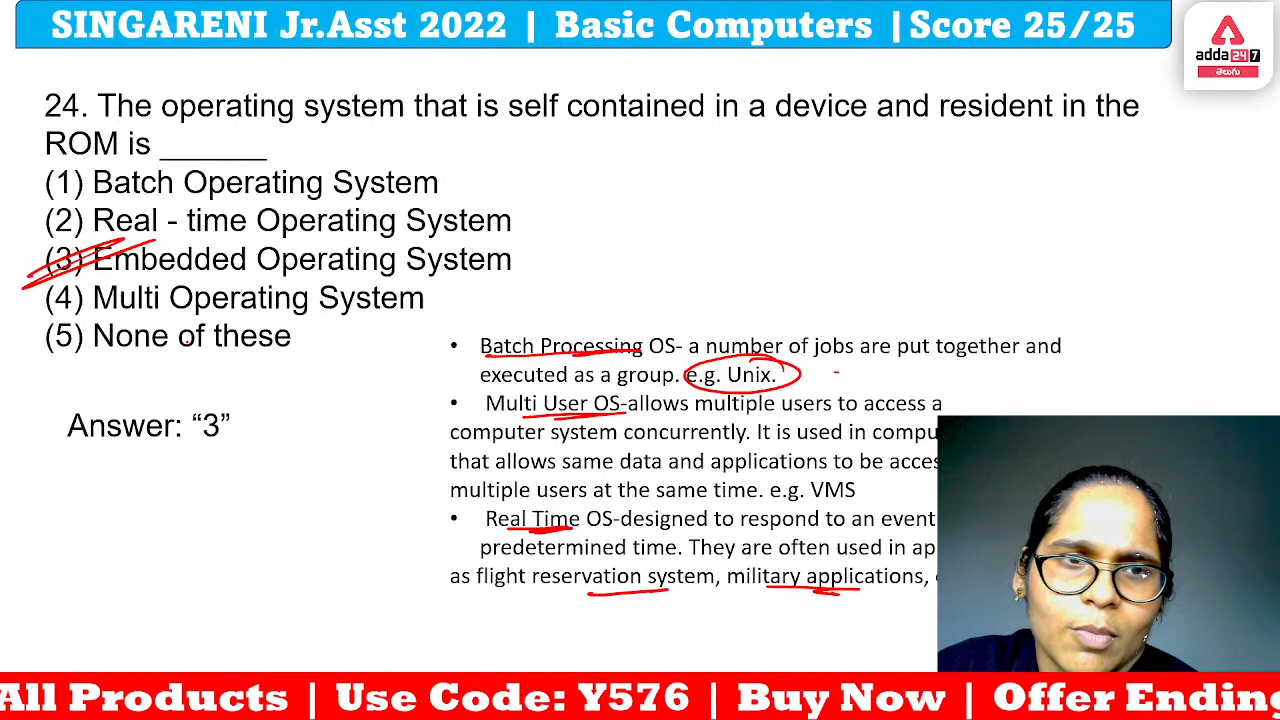 SINGARENI Jr.Asst 2022 | Basic Computers |Score 25/25
adda 24 7
తెలుగు
24. The operating system that is self contained in a device and resident in the
ROM is ______
(1) Batch Operating System
(2) Real - time Operating System
(3) Embedded Operating System
(4) Multi Operating System
(5) None of these
Answer: “3”
• Batch Processing OS- a number of jobs are put together and
executed as a group. e.g. Unix.
• Multi User OS-allows multiple users to access a
computer system concurrently. It is used in
that allows same data and applications to be
multiple users at the same time. e.g. VMS
• Real Time OS-designed to respond to an event
predetermined time. They are often used in
as flight reservation system, military applications,
All Products | Use Code: Y576 | Buy Now | Offer Ending